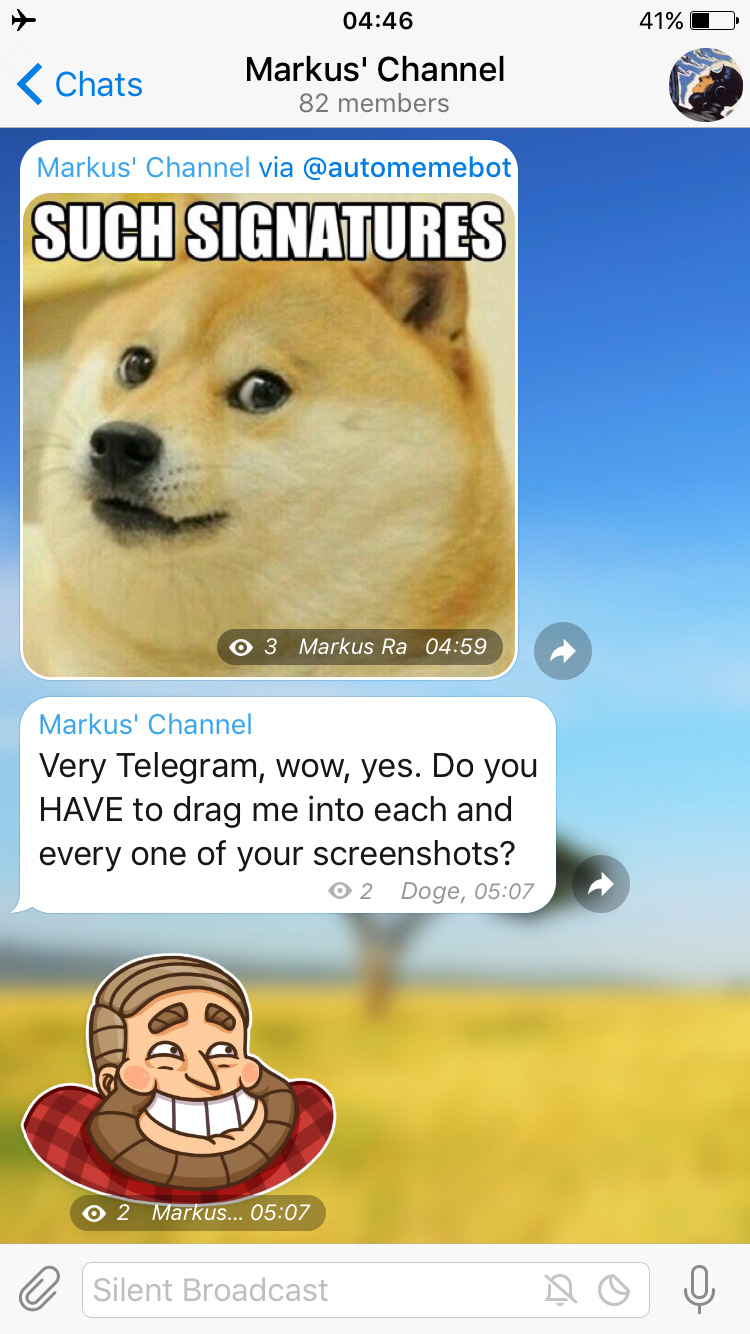 04:46
41%
Chats
Markus' Channel
82 members
Markus' Channel via @automemebot
SUCH SIGNATURES
3 Markus Ra 04:59
Markus' Channel
Very Telegram, wow, yes. Do you
HAVE to drag me into each and
every one of your screenshots?
2 Doge, 05:07
2 Markus... 05:07
Silent Broadcast